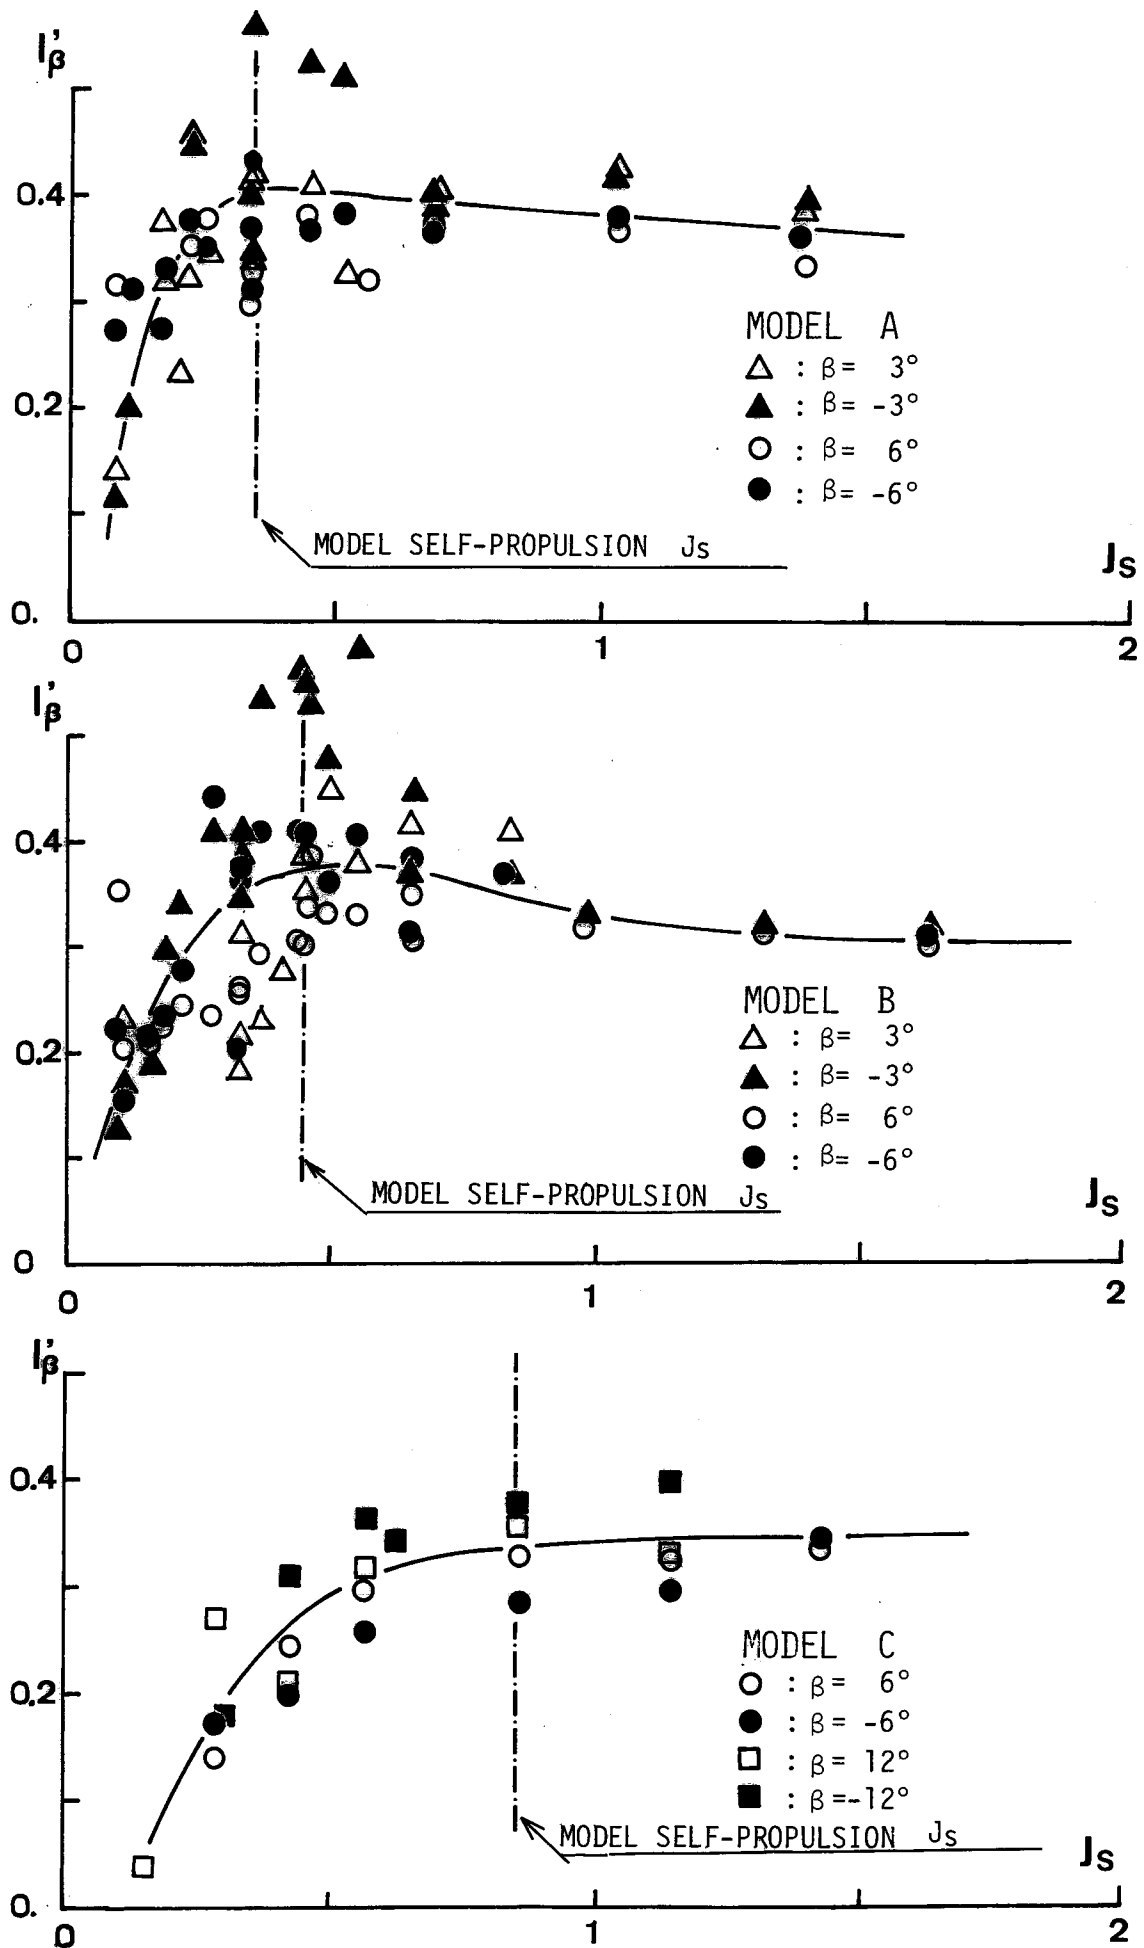 I'β
0.4
0.2
0.
MODEL A
△ : β= 3°
▲ : β= -3°
○ : β= 6°
● : β= -6°
MODEL SELF-PROPULSION Js
Js
0 1 2
I'β
0.4
0.2
0
MODEL B
△ : β= 3°
▲ : β= -3°
○ : β= 6°
● : β= -6°
MODEL SELF-PROPULSION Js
Js
0 1 2
I'β
0.4
0.2
0.
MODEL C
○ : β= 6°
● : β= -6°
□ : β= 12°
■ : β=-12°
MODEL SELF-PROPULSION Js
Js
0 1 2